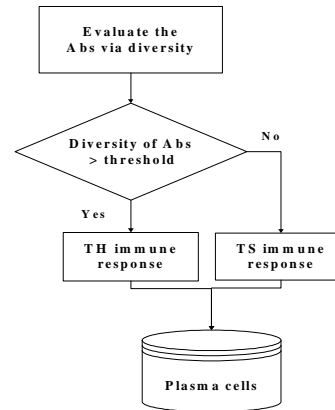 Evaluate the
Abs via diversity
Diversity of Abs
> threshold
No
Yes
TH immune
response
TS immune
response
Plasma cells